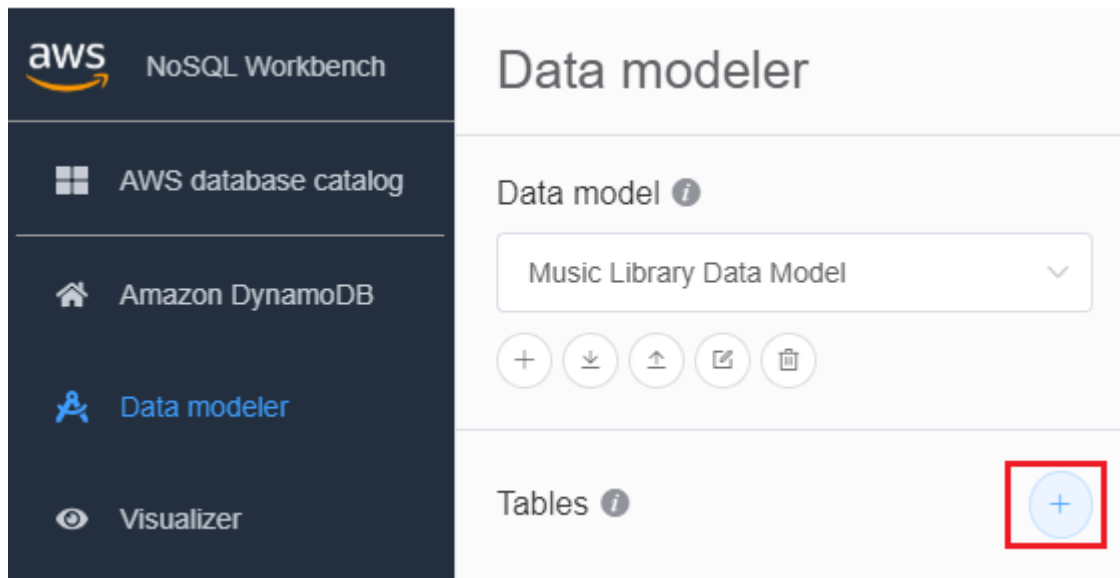 aws NoSQL Workbench
AWS database catalog
Amazon DynamoDB
Data modeler
Visualizer
Data modeler
Data model
Music Library Data Model
Tables